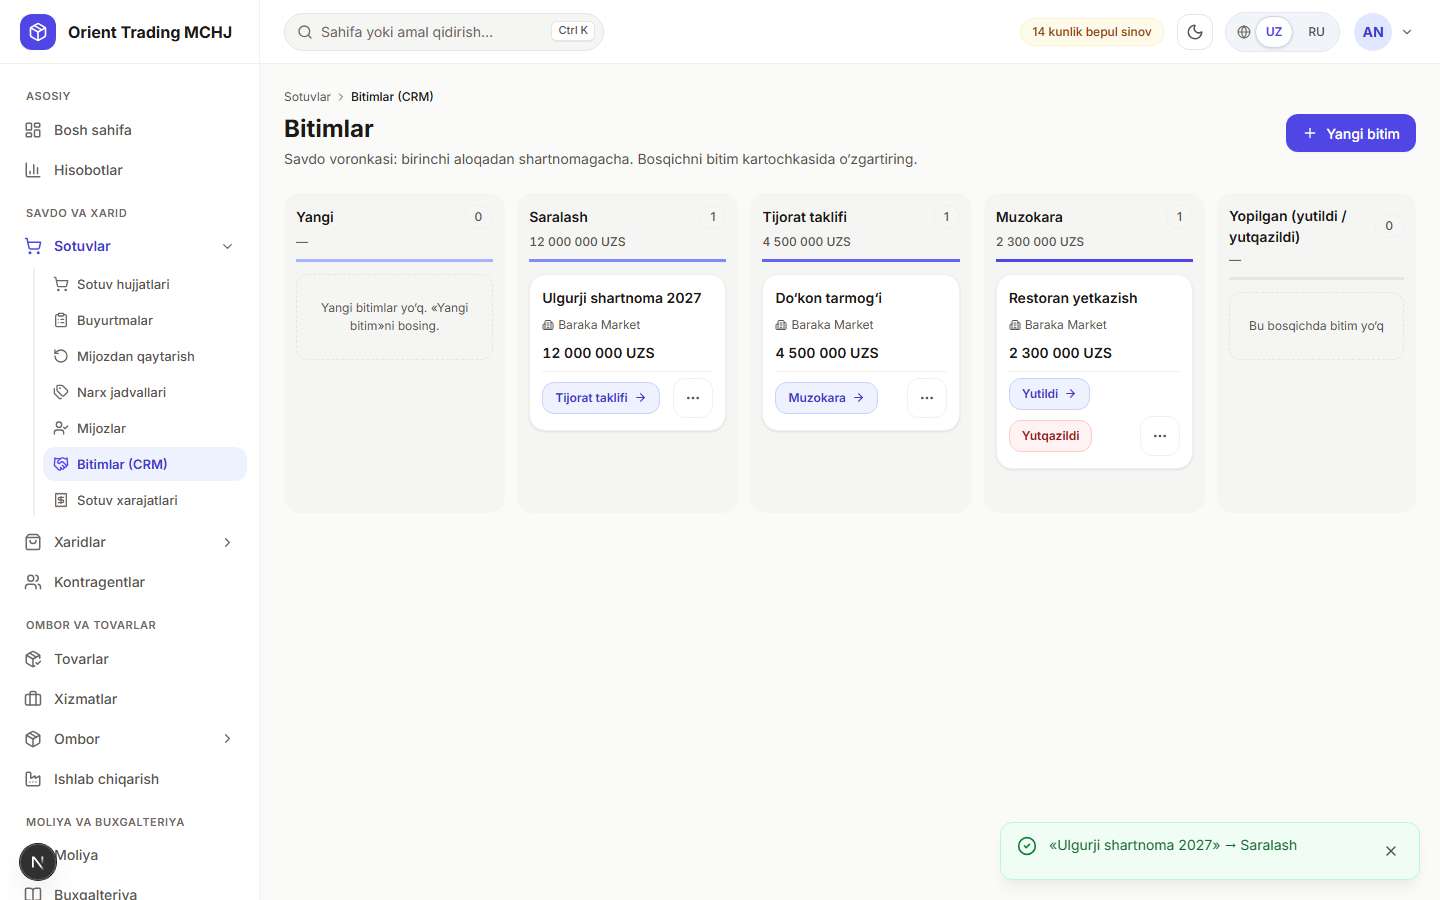 Orient Trading MCHJ
Sahifa yoki amal qidirish...
Ctrl K
14 kunlik bepul sinov
UZ
RU
AN
ASOSIY
Bosh sahifa
Hisobotlar
SAVDO VA XARID
Sotuvlar
Sotuv hujjatlari
Buyurtmalar
Mijozdan qaytarish
Narx jadvallari
Mijozlar
Bitimlar (CRM)
Sotuv xarajatlari
Xaridlar
Kontragentlar
OMBOR VA TOVARLAR
Tovarlar
Xizmatlar
Ombor
Ishlab chiqarish
MOLIYA VA BUXGALTERIYA
N
Moliya
Buxgalteriya
Sotuvlar > Bitimlar (CRM)
Bitimlar
Savdo voronkasi: birinchi aloqadan shartnomagacha. Bosqichni bitim kartochkasida oʻzgartiring.
+ Yangi bitim
Yangi
0
—
Yangi bitimlar yoʻq. «Yangi
bitim»ni bosing.
Saralash
1
12 000 000 UZS
Ulgurji shartnoma 2027
Baraka Market
12 000 000 UZS
Tijorat taklifi →
Tijorat taklifi
1
4 500 000 UZS
Doʻkon tarmogʻi
Baraka Market
4 500 000 UZS
Muzokara →
Muzokara
1
2 300 000 UZS
Restoran yetkazish
Baraka Market
2 300 000 UZS
Yutildi →
Yutqazildi
Yopilgan (yutildi /
yutqazildi)
0
—
Bu bosqichda bitim yoʻq
«Ulgurji shartnoma 2027» → Saralash